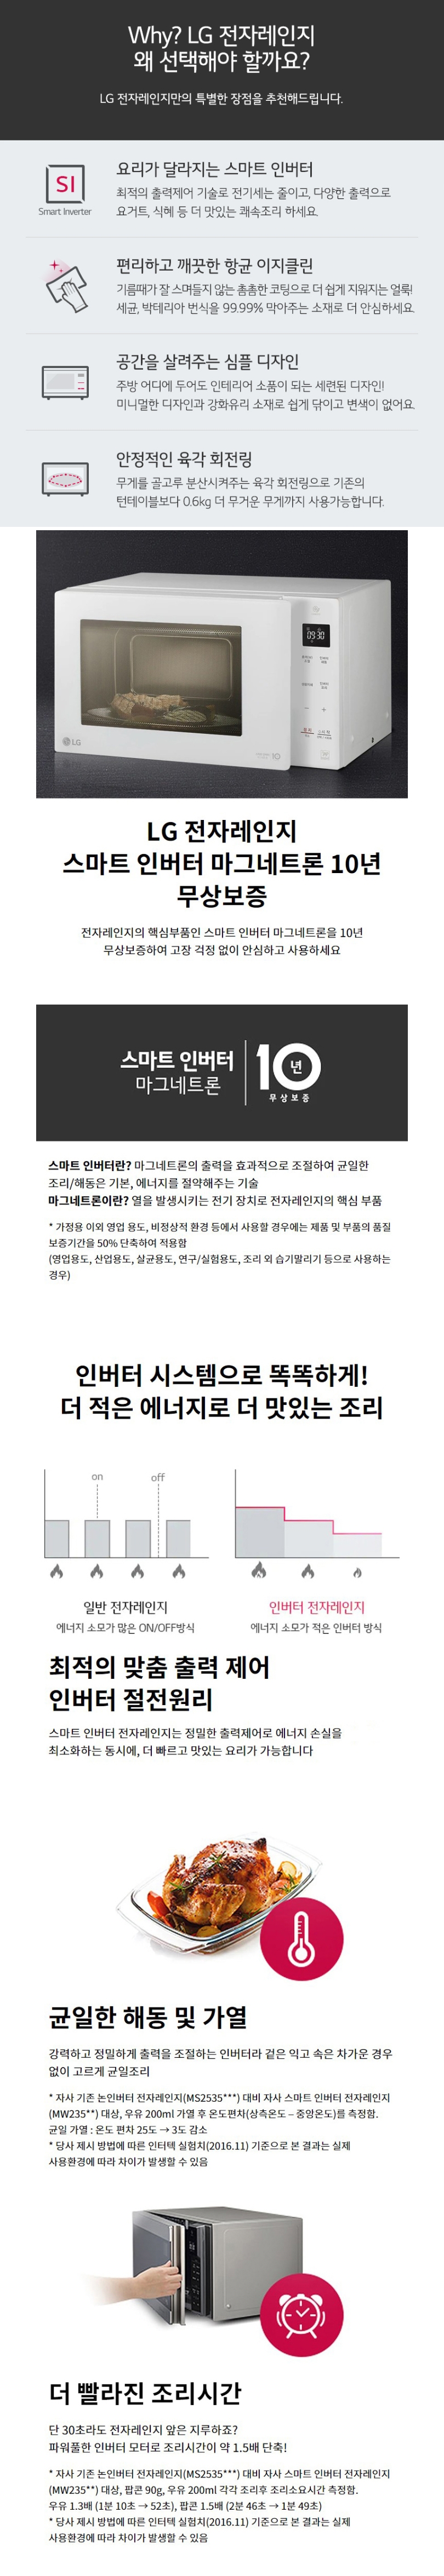 Why? LG 전자레인지
왜 선택해야 할까요?
LG 전자레인지만의 특별한 장점을 추천해드립니다.
SI
Smart Inverter
요리가 달라지는 스마트 인버터
최적의 출력제어 기술로 전기세는 줄이고, 다양한 출력으로
요거트, 식혜 등 더 맛있는 쾌속조리 하세요.
편리하고 깨끗한 항균 이지클린
기름때가 잘 스며들지 않는 촘촘한 코팅으로 더 쉽게 지워지는 얼룩!
세균, 박테리아 번식을 99.99% 막아주는 소재로 더 안심하세요.
공간을 살려주는 심플 디자인
주방 어디에 두어도 인테리어 소품이 되는 세련된 디자인!
미니멀한 디자인과 강화유리 소재로 쉽게 닦이고 변색이 없어요.
안정적인 육각 회전링
무게를 골고루 분산시켜주는 육각 회전링으로 기존의
턴테이블보다 0.6kg 더 무거운 무게까지 사용가능합니다.
09:30
LG
LG 전자레인지
스마트 인버터 마그네트론 10년
무상보증
전자레인지의 핵심부품인 스마트 인버터 마그네트론을 10년
무상보증하여 고장 걱정 없이 안심하고 사용하세요
스마트 인버터
마그네트론
10년
무상보증
스마트 인버터란? 마그네트론의 출력을 효과적으로 조절하여 균일한
조리/해동은 기본, 에너지를 절약해주는 기술
마그네트론이란? 열을 발생시키는 전기 장치로 전자레인지의 핵심 부품
* 가정용 이외 영업 용도, 비정상적 환경 등에서 사용할 경우에는 제품 및 부품의 품질
보증기간을 50% 단축하여 적용함
(영업용도, 산업용도, 살균용도, 연구/실험용도, 조리 외 습기말리기 등으로 사용하는
경우)
인버터 시스템으로 똑똑하게!
더 적은 에너지로 더 맛있는 조리
on
off
일반 전자레인지
에너지 소모가 많은 ON/OFF방식
인버터 전자레인지
에너지 소모가 적은 인버터 방식
최적의 맞춤 출력 제어
인버터 절전원리
스마트 인버터 전자레인지는 정밀한 출력제어로 에너지 손실을
최소화하는 동시에, 더 빠르고 맛있는 요리가 가능합니다
균일한 해동 및 가열
강력하고 정밀하게 출력을 조절하는 인버터라 겉은 익고 속은 차가운 경우
없이 고르게 균일조리
* 자사 기존 논인버터 전자레인지(MS2535***) 대비 자사 스마트 인버터 전자레인지
(MW235**) 대상, 우유 200ml 가열 후 온도편차(상측온도 – 중앙온도)를 측정함.
균일 가열 : 온도 편차 25도 → 3도 감소
* 당사 제시 방법에 따른 인터텍 실험치(2016.11) 기준으로 본 결과는 실제
사용환경에 따라 차이가 발생할 수 있음
더 빨라진 조리시간
단 30초라도 전자레인지 앞은 지루하죠?
파워풀한 인버터 모터로 조리시간이 약 1.5배 단축!
* 자사 기존 논인버터 전자레인지(MS2535***) 대비 자사 스마트 인버터 전자레인지
(MW235**) 대상, 팝콘 90g, 우유 200ml 각각 조리후 조리소요시간 측정함.
우유 1.3배 (1분 10초 → 52초), 팝콘 1.5배 (2분 46초 → 1분 49초)
* 당사 제시 방법에 따른 인터텍 실험치(2016.11) 기준으로 본 결과는 실제
사용환경에 따라 차이가 발생할 수 있음